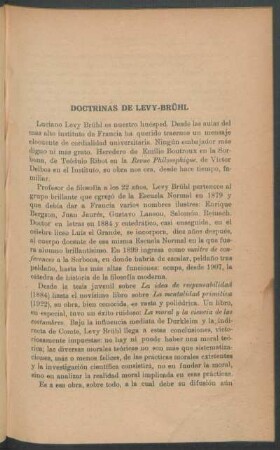 DOCTRINAS DE LEVY-BRÜHL
Luciano Levy Brühl es nuestro huésped. Desde las aulas del
más alto instituto de Francia ha querido traernos un mensaje
elocuente de cordialidad universitaria. Ningún embajador más
digno ni más grato. Heredero de Emilio Boutroux en la Sor-
bona, de Teódulo Ribot en la Revue Philosophique, de Víctor
Delbos en el Instituto, su obra nos era, desde hace tiempo, fa-
miliar.
Profesor de filosofía a los 22 años, Levy Brühl pertenece al
grupo brillante que egresó de la Escuela Normal en 1879 y
que debía dar a Francia varios nombres ilustres: Enrique
Bergson, Juan Jaurés, Gustavo Lanson, Salomón Reinach.
Doctor en letras en 1884 y catedrático, casi enseguida, en el
célebre liceo Luis el Grande, se incorpora, diez años después,
al cuerpo docente de esa misma Escuela Normal en la que fue-
ra alumno brillantísimo. En 1899 ingresa como maître de con-
férences a la Sorbona, en donde habría de escalar, peldaño tras
peldaño, hasta las más altas funciones: ocupa, desde 1907, la
cátedra de historia de la filosofía moderna.
Desde la tesis juvenil sobre La idea de responsabilidad
(1884) hasta el novísimo libro sobre La mentalidad primitiva
(1922), su obra, bien conocida, es vasta y poliédrica. Un libro,
en especial, tuvo un éxito ruidoso: La moral y la ciencia de las
costumbres. Bajo la influencia mediata de Durkheim y la indi-
recta de Comte, Levy Brühl llega a esas conclusiones, victo-
riosamente impuestas: no hay ni puede haber una moral teó-
rica; las diversas morales teóricas no son más que sistematiza-
ciones, más o menos felices, de las prácticas morales existentes
y la investigación científica consistirá, no en fundar la moral,
sino en analizar la realidad moral implicada en esas prácticas.
Es a esa obra, sobre todo, a la cual debe su difusión aún